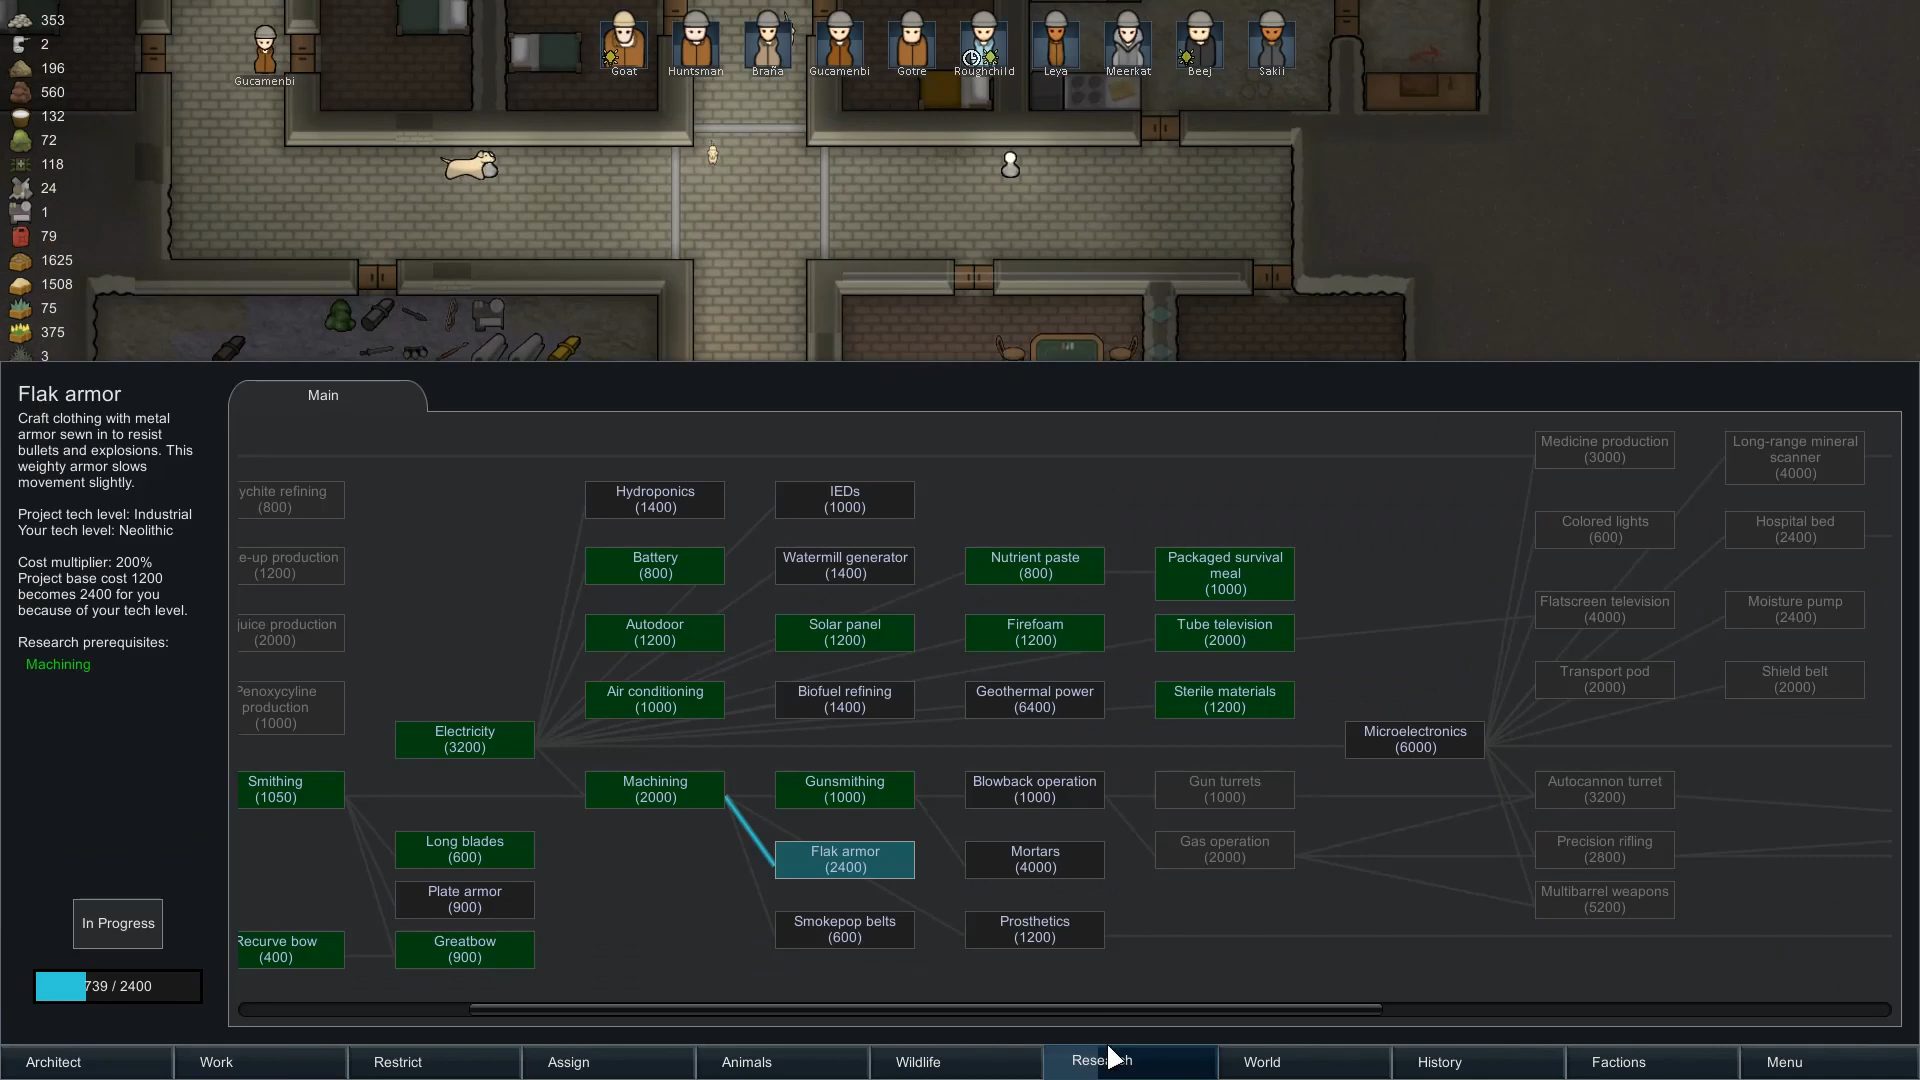 353
2
196
560
132
72
118
24
1
79
1625
1508
75
375
3
Gucamenbi
Goat
Huntsman
Braña
Gucamenbi
Gotre
Roughchild
Leya
Meerkat
Beej
Sakii
Flak armor
Craft clothing with metal
armor sewn in to resist
bullets and explosions. This
weighty armor slows
movement slightly.
Project tech level: Industrial
Your tech level: Neolithic
Cost multiplier: 200%
Project base cost 1200
becomes 2400 for you
because of your tech level.
Research prerequisites:
Machining
In Progress
739 / 2400
Main
ychite refining
(800)
e-up production
(1200)
juice production
(2000)
Penoxycyline
production
(1000)
Smithing
(1050)
Recurve bow
(400)
Electricity
(3200)
Long blades
(600)
Plate armor
(900)
Greatbow
(900)
Hydroponics
(1400)
Battery
(800)
Autodoor
(1200)
Air conditioning
(1000)
Machining
(2000)
IEDs
(1000)
Watermill generator
(1400)
Solar panel
(1200)
Biofuel refining
(1400)
Gunsmithing
(1000)
Flak armor
(2400)
Smokepop belts
(600)
Nutrient paste
(800)
Firefoam
(1200)
Geothermal power
(6400)
Blowback operation
(1000)
Mortars
(4000)
Prosthetics
(1200)
Packaged survival
meal
(1000)
Tube television
(2000)
Sterile materials
(1200)
Gun turrets
(1000)
Gas operation
(2000)
Microelectronics
(6000)
Medicine production
(3000)
Colored lights
(600)
Flatscreen television
(4000)
Transport pod
(2000)
Autocannon turret
(3200)
Precision rifling
(2800)
Multibarrel weapons
(5200)
Long-range mineral
scanner
(4000)
Hospital bed
(2400)
Moisture pump
(2400)
Shield belt
(2000)
Architect
Work
Restrict
Assign
Animals
Wildlife
Research
World
History
Factions
Menu